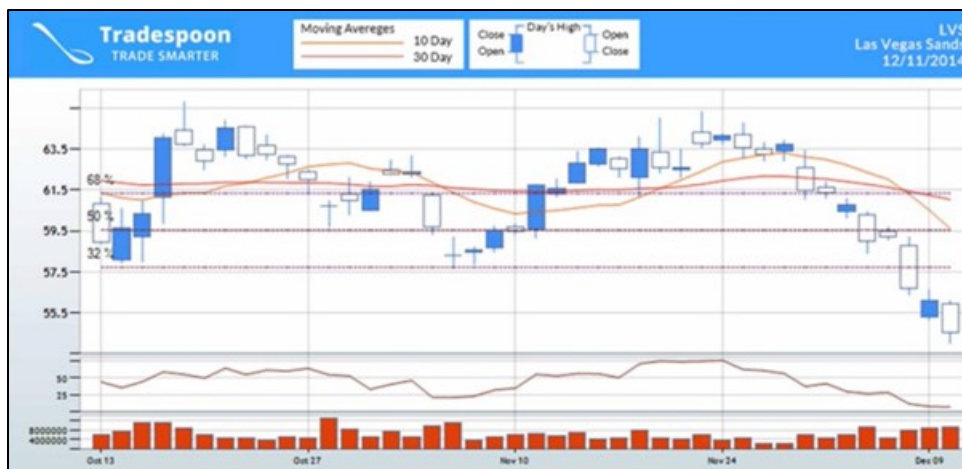 Tradespoon
TRADE SMARTER
Moving Avereges
10 Day
30 Day
Day's High
Close
Open
Open
Close
LVS
Las Vegas Sands
12/11/2014
63.5
68 %
61.5
50 %
59.5
32 %
57.5
55.5
50
25
8000000
4000000
Oct 13
Oct 27
Nov 10
Nov 24
Des 09